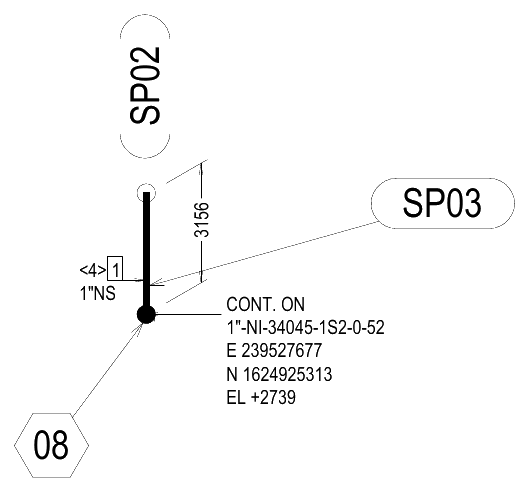 SP02
3156
SP03
<4> 1
1"NS
CONT. ON
1"-NI-34045-1S2-0-52
E 239527677
N 1624925313
EL +2739
08